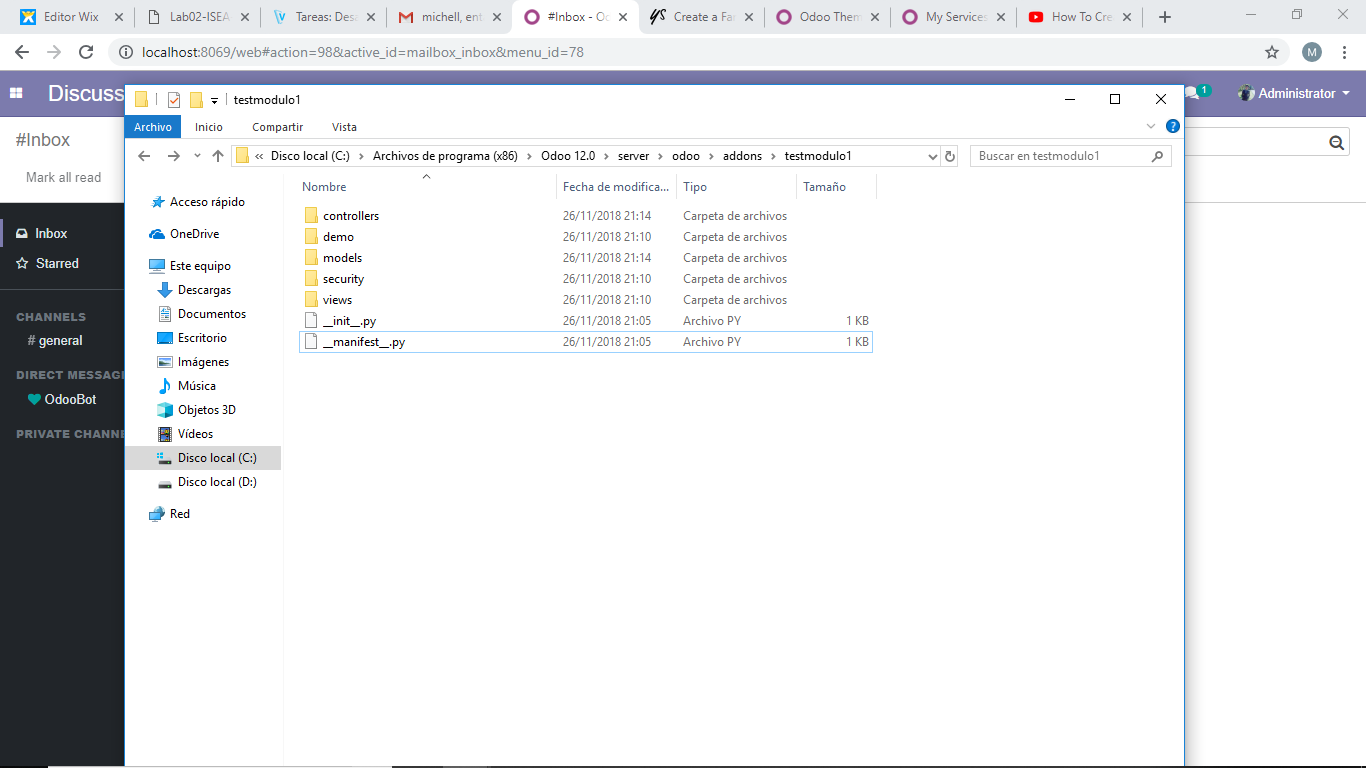 Editor Wix
Lab02-ISEA
Tareas: Desa
michell, ent
#Inbox - Oc
Create a Far
Odoo Them
My Services
How To Cre
localhost:8069/web#action=98&active_id=mailbox_inbox&menu_id=78
M
Discuss
testmodulo1
1
Administrator
Archivo
Inicio
Compartir
Vista
#Inbox
« Disco local (C:) > Archivos de programa (x86) > Odoo 12.0 > server > odoo > addons > testmodulo1
Buscar en testmodulo1
Mark all read
Nombre
Fecha de modifica...
Tipo
Tamaño
Acceso rápido
OneDrive
Este equipo
Descargas
Documentos
Escritorio
Imágenes
Música
Objetos 3D
Vídeos
Disco local (C:)
Disco local (D:)
Red
controllers 26/11/2018 21:14 Carpeta de archivos
demo 26/11/2018 21:10 Carpeta de archivos
models 26/11/2018 21:14 Carpeta de archivos
security 26/11/2018 21:10 Carpeta de archivos
views 26/11/2018 21:10 Carpeta de archivos
__init__.py 26/11/2018 21:05 Archivo PY 1 KB
__manifest__.py 26/11/2018 21:05 Archivo PY 1 KB
Inbox
Starred
CHANNELS
# general
DIRECT MESSAG
OdooBot
PRIVATE CHANNE